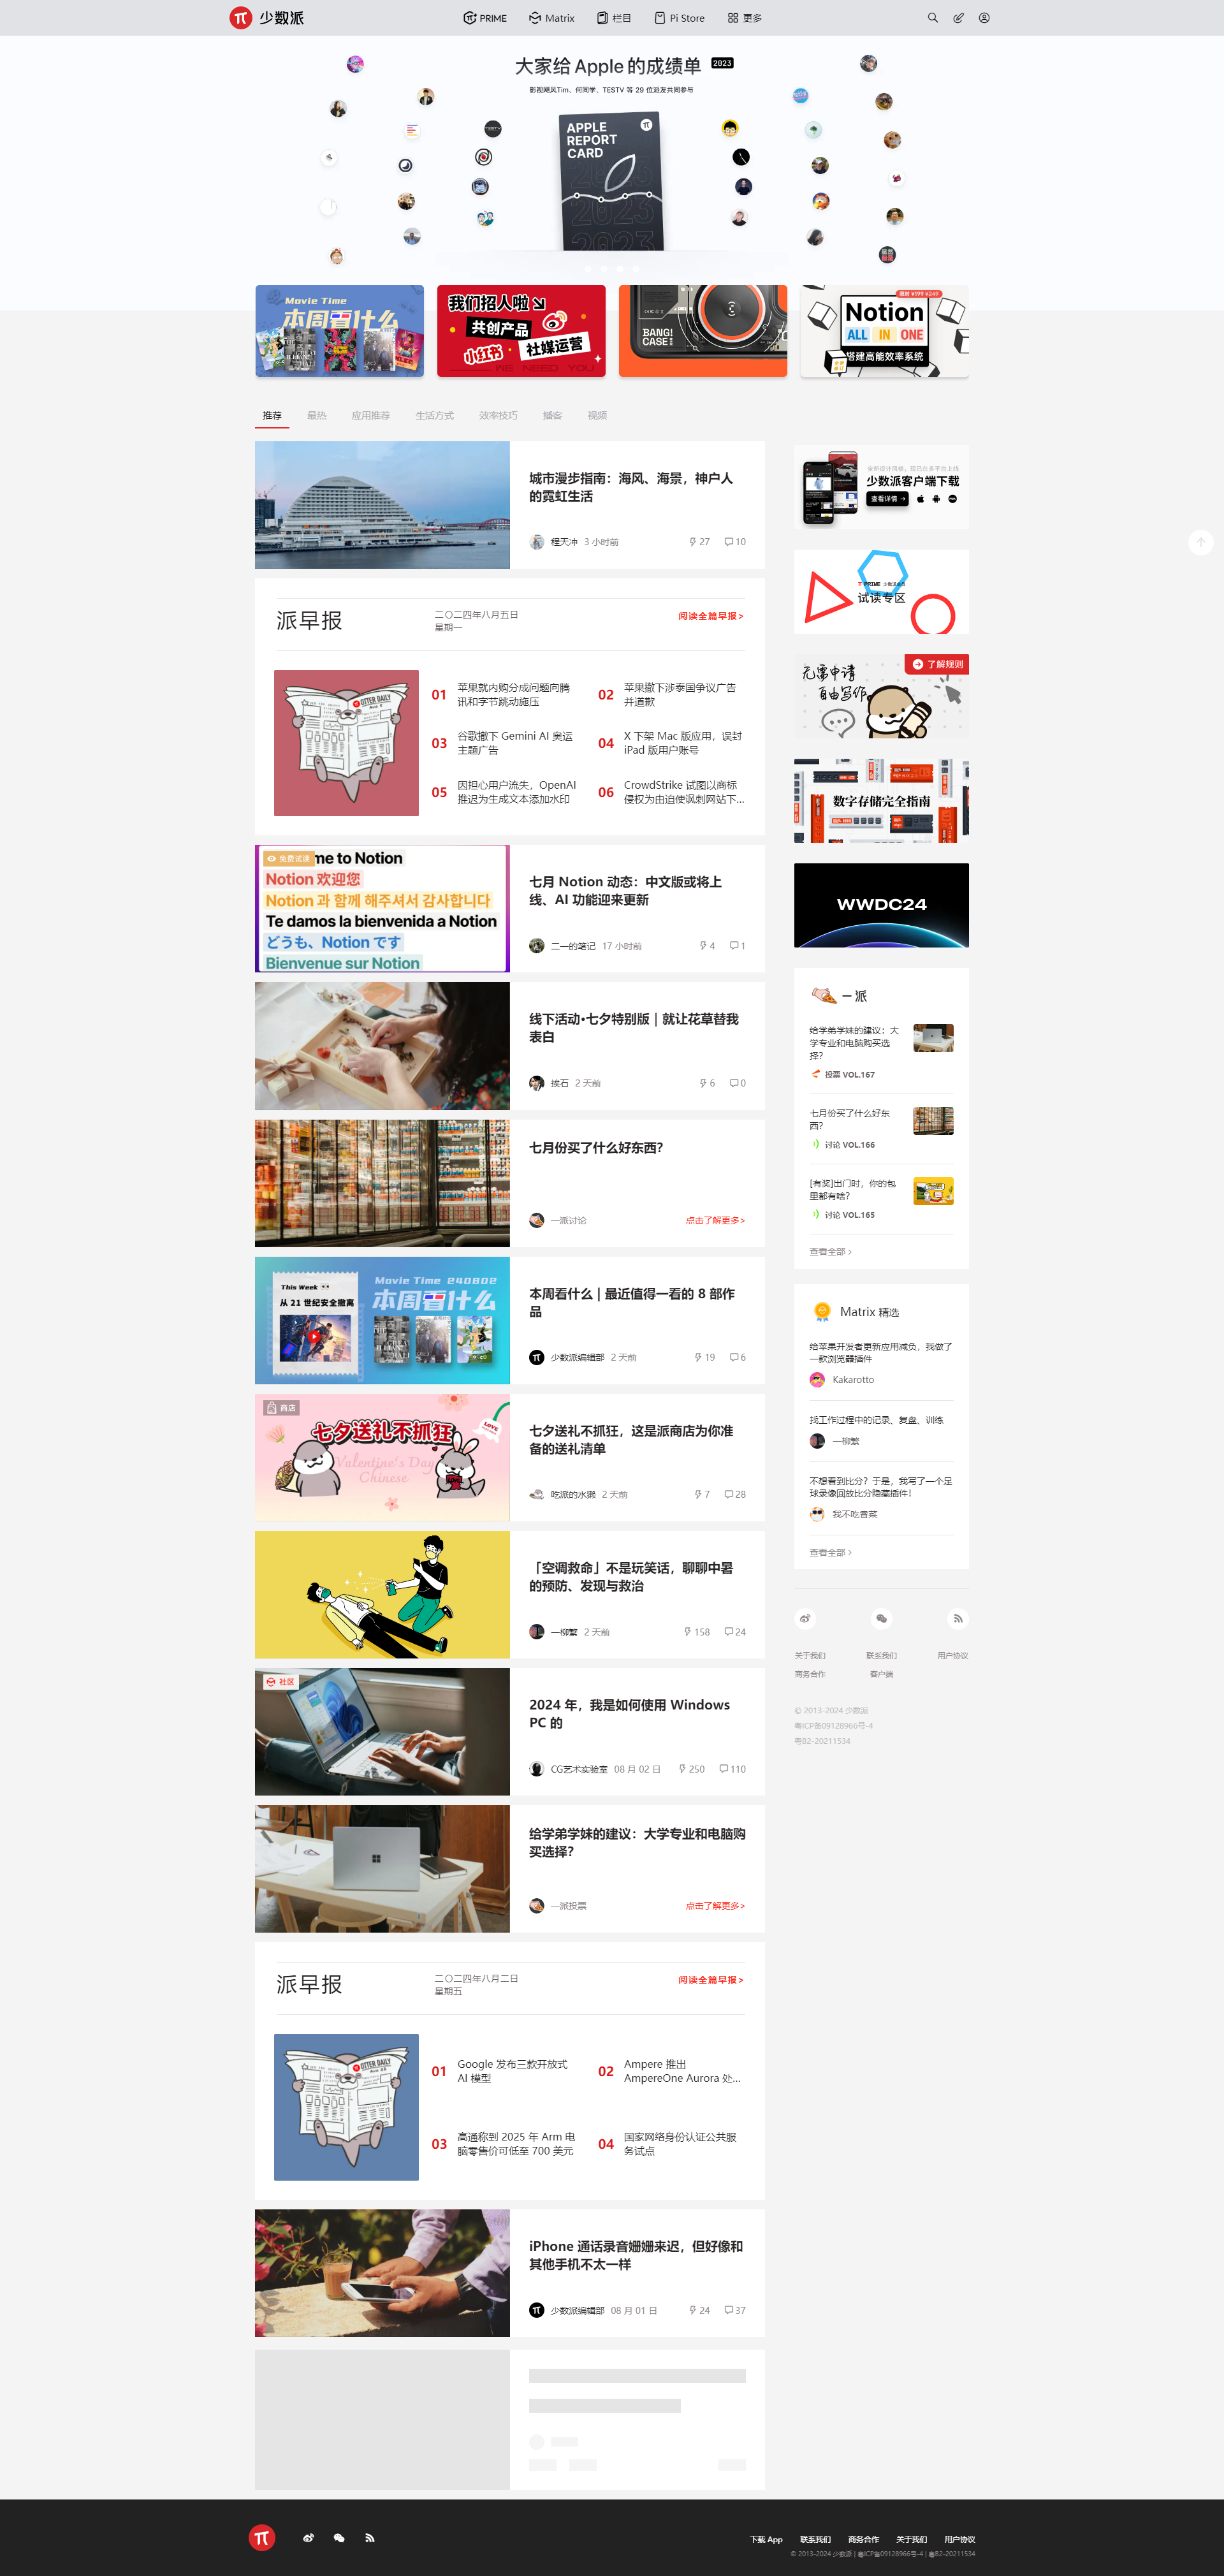 少数派
PRIME
Matrix
栏目
Pi Store
更多
大家给 Apple 的成绩单 2023
影视飓风Tim、何同学、TESTV 等 29 位派友共同参与
APPLE
REPORT
CARD
2023
2023
Movie Time
本周看什么
我们招人啦
共创产品
小红书
社媒运营
WE NEED YOU
BANG!
CASE!
Notion
ALL IN ONE
搭建高能效率系统
推荐
最热
应用推荐
生活方式
效率技巧
播客
视频
城市漫步指南：海风、海景，神户人
的霓虹生活
程天冲 3 小时前 27 10
派早报
二〇二四年八月五日
星期一
阅读全篇早报>
OTTER DAILY
01 苹果就内购分成问题向腾
讯和字节跳动施压
02 苹果撤下涉泰国争议广告
并道歉
03 谷歌撤下 Gemini AI 奥运
主题广告
04 X 下架 Mac 版应用，误封
iPad 版用户账号
05 因担心用户流失，OpenAI
推迟为生成文本添加水印
06 CrowdStrike 试图以商标
侵权为由迫使讽刺网站下...
免费试读
me to Notion
Notion 欢迎您
Notion 과 함께 해주셔서 감사합니다
Te damos la bienvenida a Notion
どうも、Notion です
Bienvenue sur Notion
七月 Notion 动态：中文版或将上
线、AI 功能迎来更新
二一的笔记 17 小时前 4 1
线下活动·七夕特别版｜就让花草替我
表白
挨石 2 天前 6 0
七月份买了什么好东西？
一派讨论 点击了解更多>
This Week
从 21 世纪安全撤离
Movie Time 240802
本周看什么
本周看什么 | 最近值得一看的 8 部作
品
少数派编辑部 2 天前 19 6
商店
七夕送礼不抓狂
Valentine's Day
Chinese
LOVE
七夕送礼不抓狂，这是派商店为你准
备的送礼清单
吃派的水獭 2 天前 7 28
「空调救命」不是玩笑话，聊聊中暑
的预防、发现与救治
一柳繁 2 天前 158 24
社区
2024 年，我是如何使用 Windows
PC 的
CG艺术实验室 08 月 02 日 250 110
给学弟学妹的建议：大学专业和电脑购
买选择？
一派投票 点击了解更多>
派早报
二〇二四年八月二日
星期五
阅读全篇早报>
OTTER DAILY
01 Google 发布三款开放式
AI 模型
02 Ampere 推出
AmpereOne Aurora 处...
03 高通称到 2025 年 Arm 电
脑零售价可低至 700 美元
04 国家网络身份认证公共服
务试点
iPhone 通话录音姗姗来迟，但好像和
其他手机不太一样
少数派编辑部 08 月 01 日 24 37
全新设计风格，现已在多平台上线
少数派客户端下载
查看详情 →
PRIME 少数派会员
试读专区
了解规则
无需申请
自由写作
数字存储完全指南
WWDC24
一派
给学弟学妹的建议：大
学专业和电脑购买选
择？
投票 VOL.167
七月份买了什么好东
西？
讨论 VOL.166
[有奖]出门时，你的包
里都有啥？
讨论 VOL.165
查看全部 >
Matrix 精选
给苹果开发者更新应用减负，我做了
一款浏览器插件
Kakarotto
找工作过程中的记录、复盘、训练
一柳繁
不想看到比分？于是，我写了一个足
球录像回放比分隐藏插件！
我不吃香菜
查看全部 >
关于我们
联系我们
用户协议
商务合作
客户端
© 2013-2024 少数派
粤ICP备09128966号-4
粤B2-20211534
下载 App
联系我们
商务合作
关于我们
用户协议
© 2013-2024 少数派 | 粤ICP备09128966号-4 | 粤B2-20211534